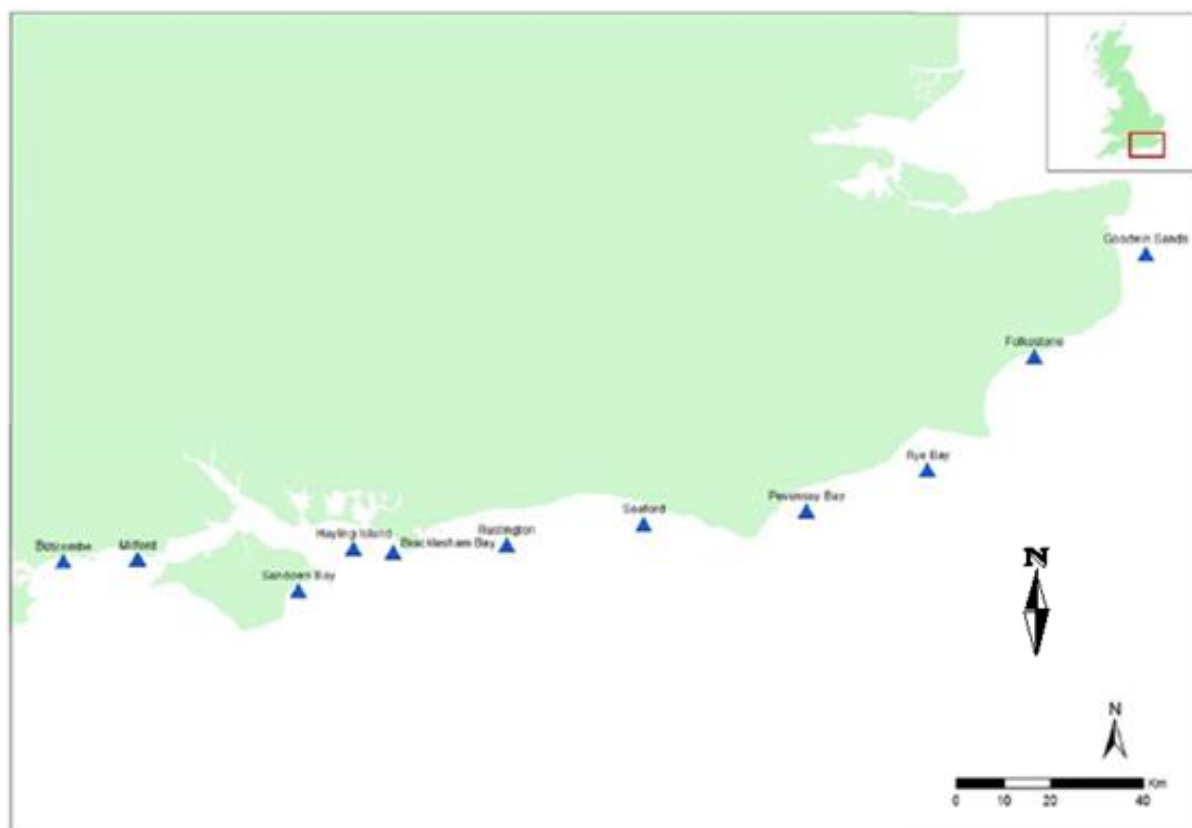 Goodwin Sands
Folkestone
Rye Bay
Pevensey Bay
Seaford
Rustington
Hayling Island
Bracklesham Bay
Boscombe
Milford
Sandown Bay
N
N
Km
0 10 20 40